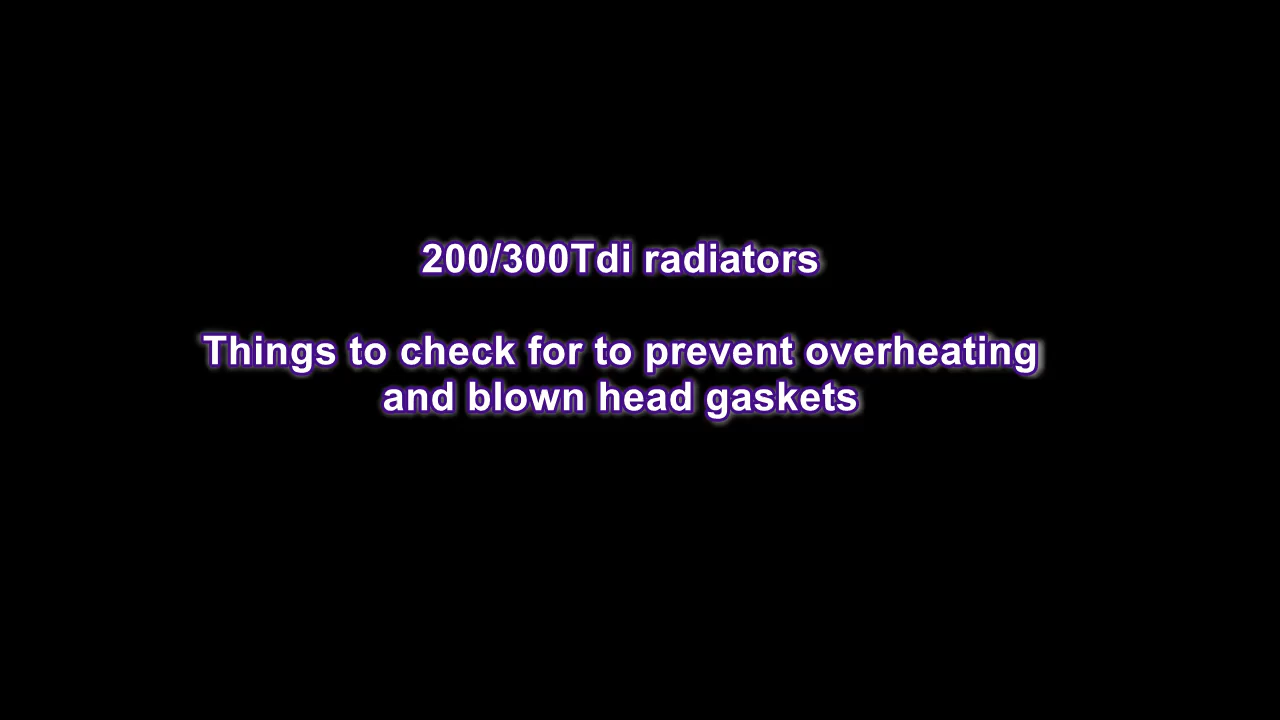 200/300Tdi radiators
Things to check for to prevent overheating
and blown head gaskets